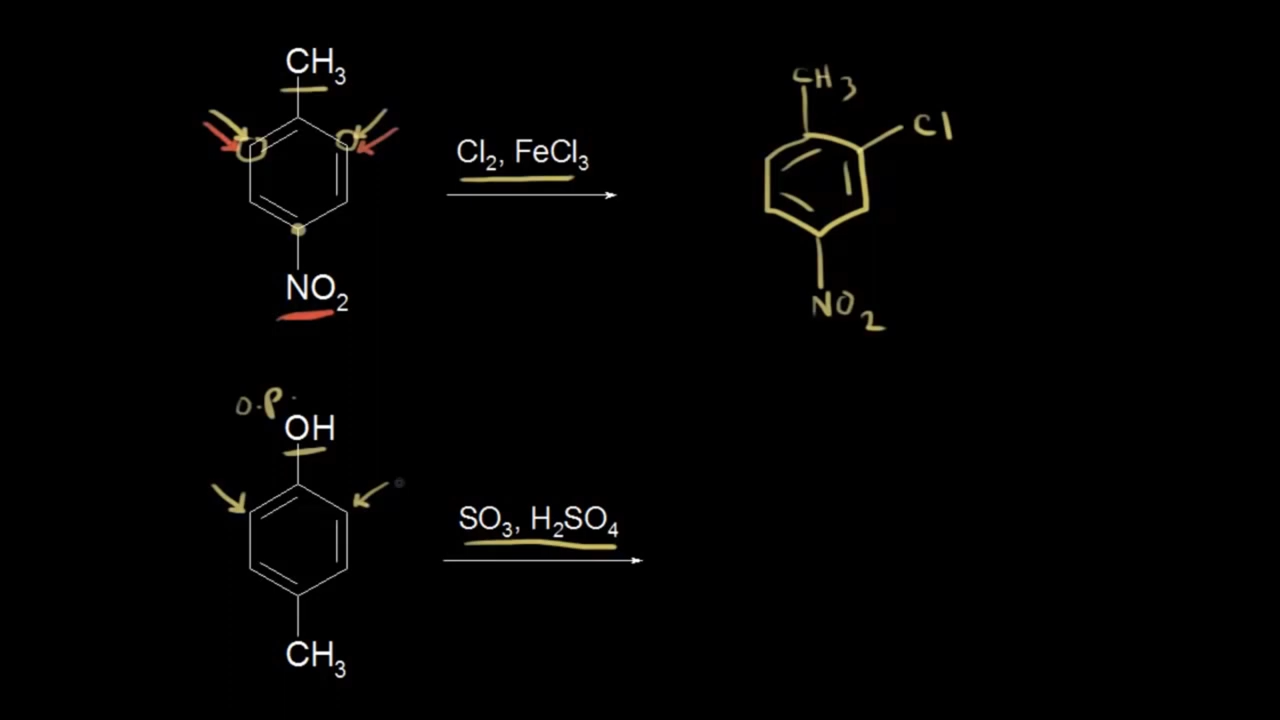 CH₃
CH₃
Cl
Cl₂, FeCl₃
NO₂
NO₂
O.P.
OH
SO₃, H₂SO₄
CH₃